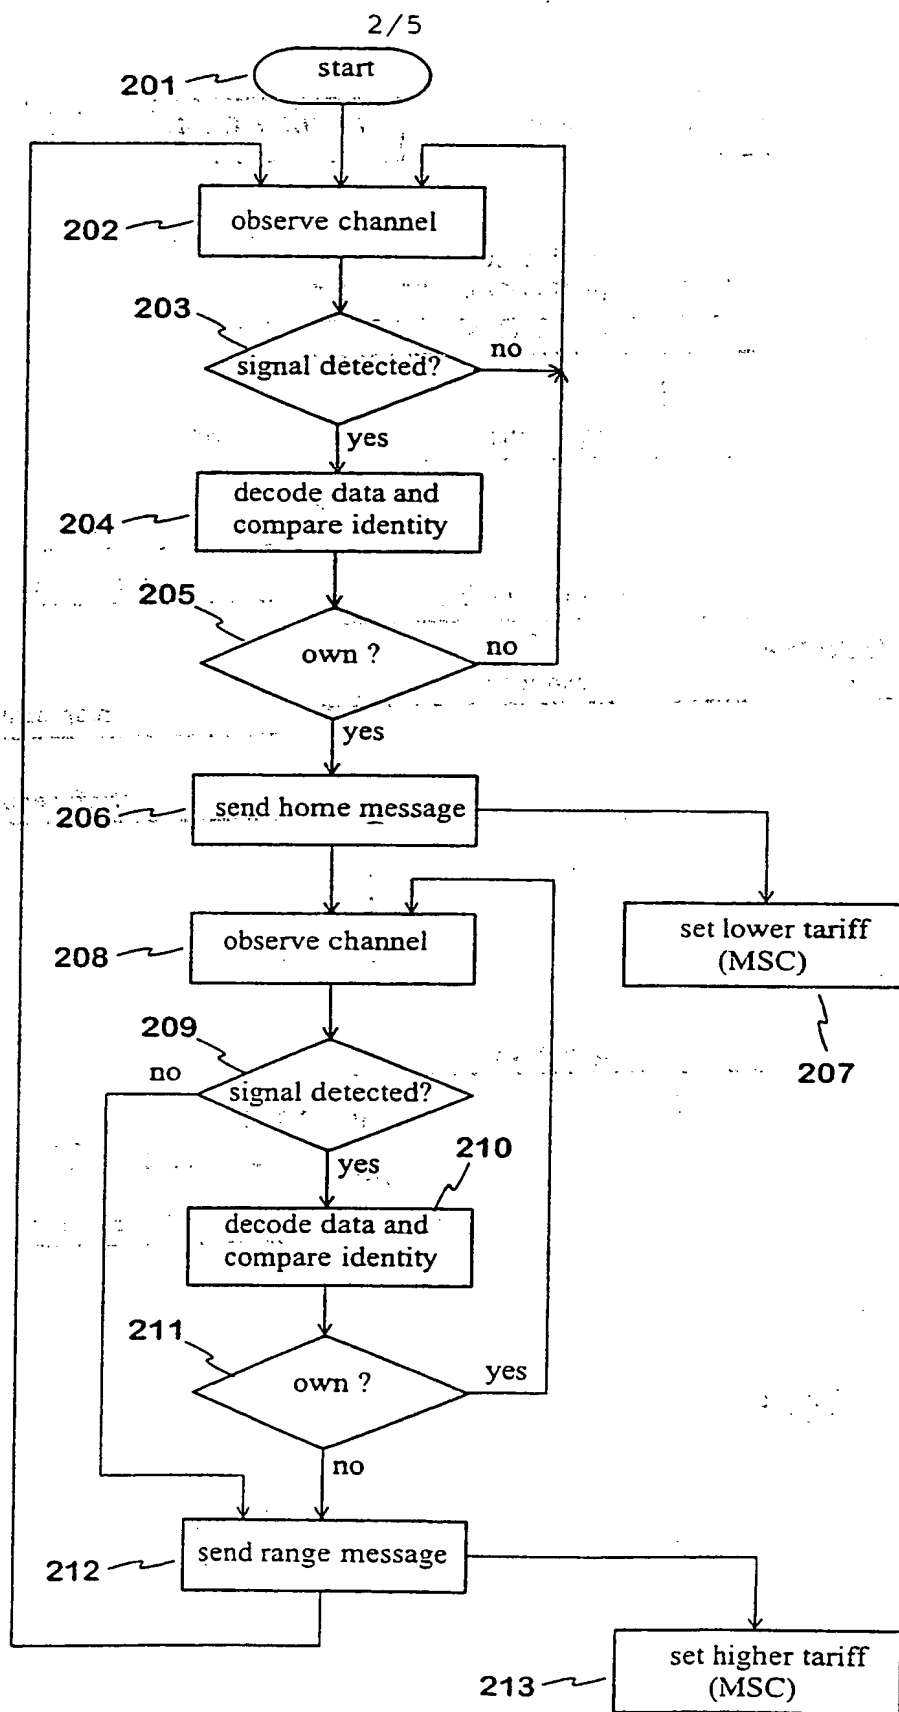 2/5
start
201
observe channel
202
203
signal detected?
no
yes
decode data and
compare identity
204
205
own ?
no
yes
send home message
206
set lower tariff
(MSC)
207
observe channel
208
209
no
signal detected?
yes
210
decode data and
compare identity
211
own ?
yes
no
send range message
212
set higher tariff
(MSC)
213